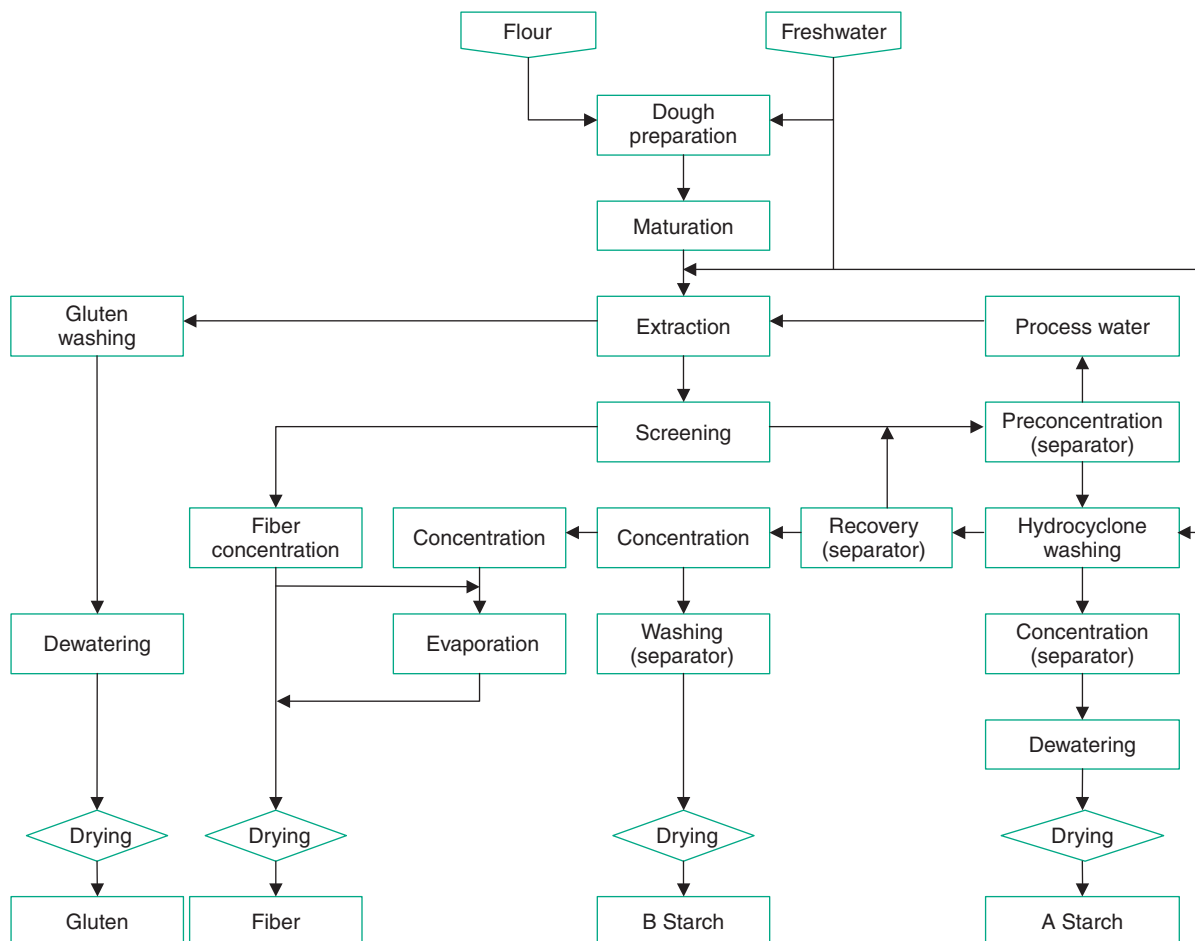 Flour
Freshwater
Dough
preparation
Maturation
Gluten
washing
Extraction
Process water
Screening
Preconcentration
(separator)
Fiber
concentration
Concentration
Concentration
Recovery
(separator)
Hydrocyclone
washing
Dewatering
Evaporation
Washing
(separator)
Concentration
(separator)
Dewatering
Drying
Drying
Drying
Drying
Gluten
Fiber
B Starch
A Starch